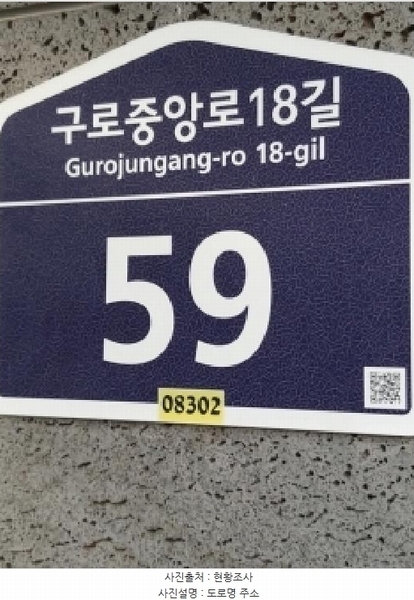 구로중앙로18길
Gurojungang-ro 18-gil
59
08302
사진출처 : 현황조사
사진설명 : 도로명 주소